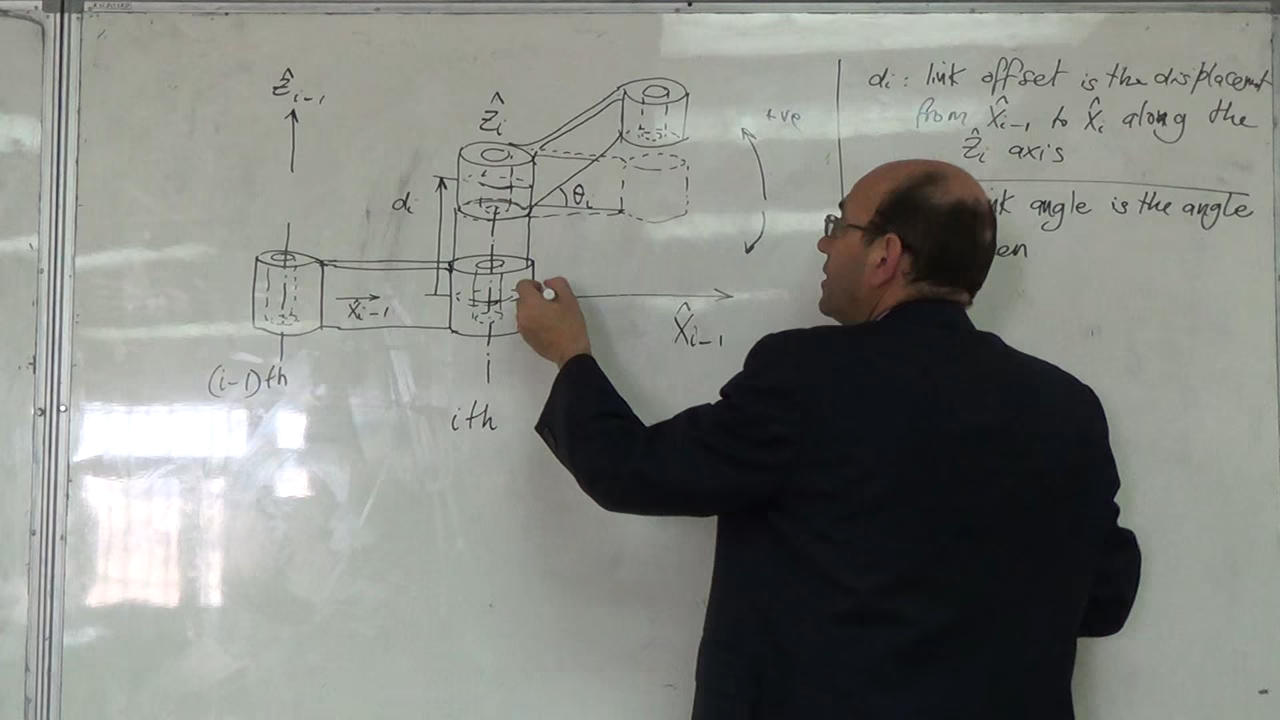 Ẑi-1
Ẑi
+ve
di
θi
X̂i-1
X̂i-1
(i-1)th
ith
di: link offset is the displacement
from X̂i-1 to X̂i along the
Ẑi axis
angle is the angle